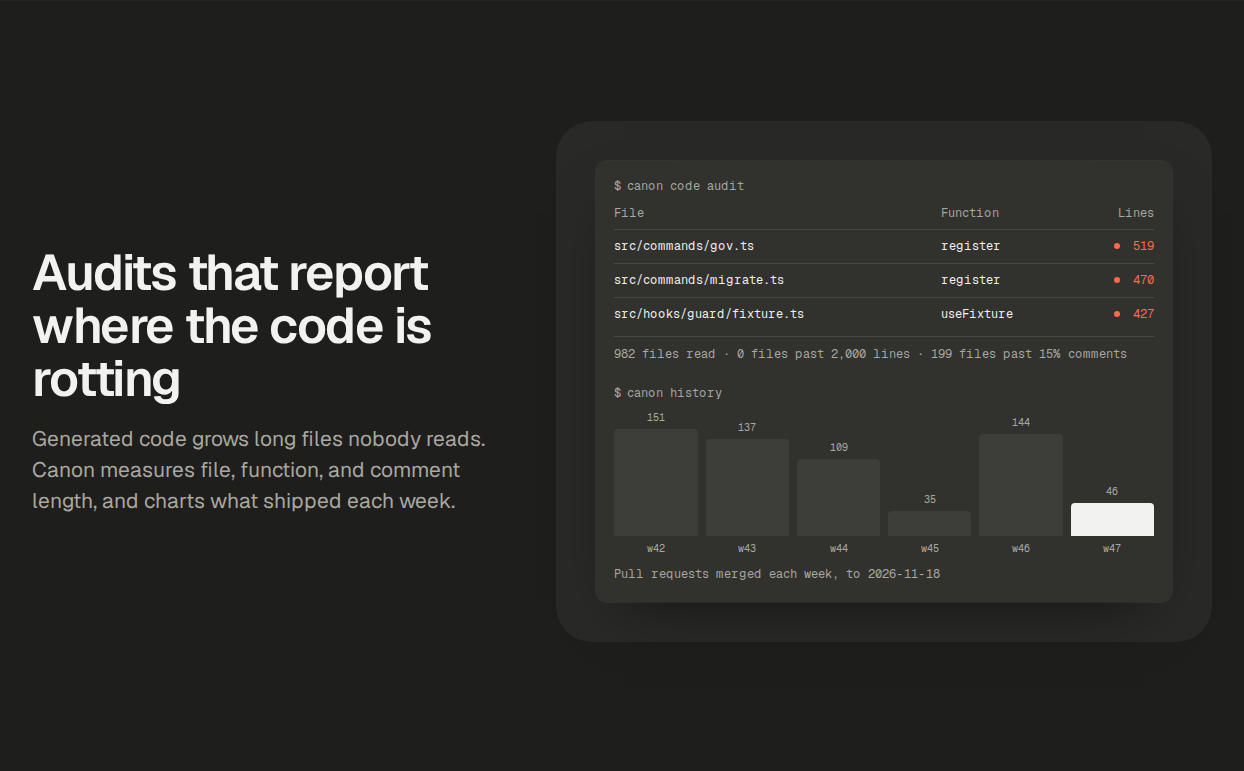 Audits that report
where the code is
rotting
Generated code grows long files nobody reads.
Canon measures file, function, and comment
length, and charts what shipped each week.
$ canon code audit
File Function Lines
src/commands/gov.ts register 519
src/commands/migrate.ts register 470
src/hooks/guard/fixture.ts useFixture 427
982 files read · 0 files past 2,000 lines · 199 files past 15% comments
$ canon history
151 137 109 35 144 46
w42 w43 w44 w45 w46 w47
Pull requests merged each week, to 2026-11-18